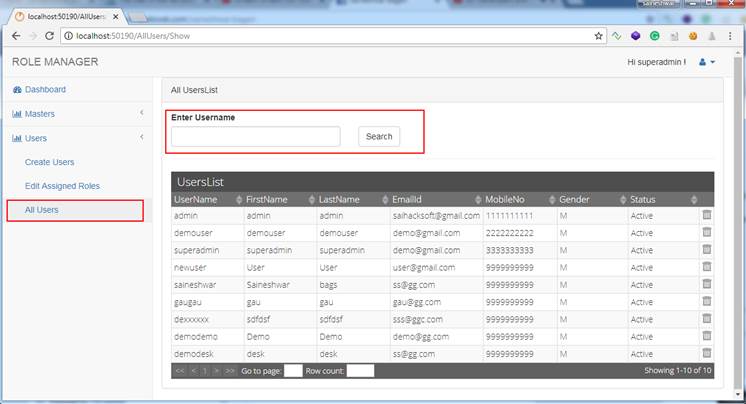 saineshwar
localhost:50190/AllUsers/
localhost:50190/AllUsers/Show
ROLE MANAGER
Hi superadmin !
Dashboard
Masters
Users
Create Users
Edit Assigned Roles
All Users
All UsersList
Enter Username
Search
UsersList
UserName FirstName LastName EmailId MobileNo Gender Status
admin admin admin saihacksoft@gmail.com 1111111111 M Active
demouser demouser demouser demo@gmail.com 2222222222 M Active
superadmin superadmin superadmin demo@gmail.com 3333333333 M Active
newuser User User user@gmail.com 9999999999 M Active
saineshwar Saineshwar bags ss@gg.com 9999999999 M Active
gaugau gau gau gau@gg.com 9999999999 M Active
dexxxxxx sdfdsf sdfdsf sss@ggc.com 9999999999 M Active
demodemo Demo Demo demo@gg.com 9999999999 M Active
demodesk desk desk ss@gg.com 9999999999 M Active
<< < 1 > >> Go to page: Row count: Showing 1-10 of 10